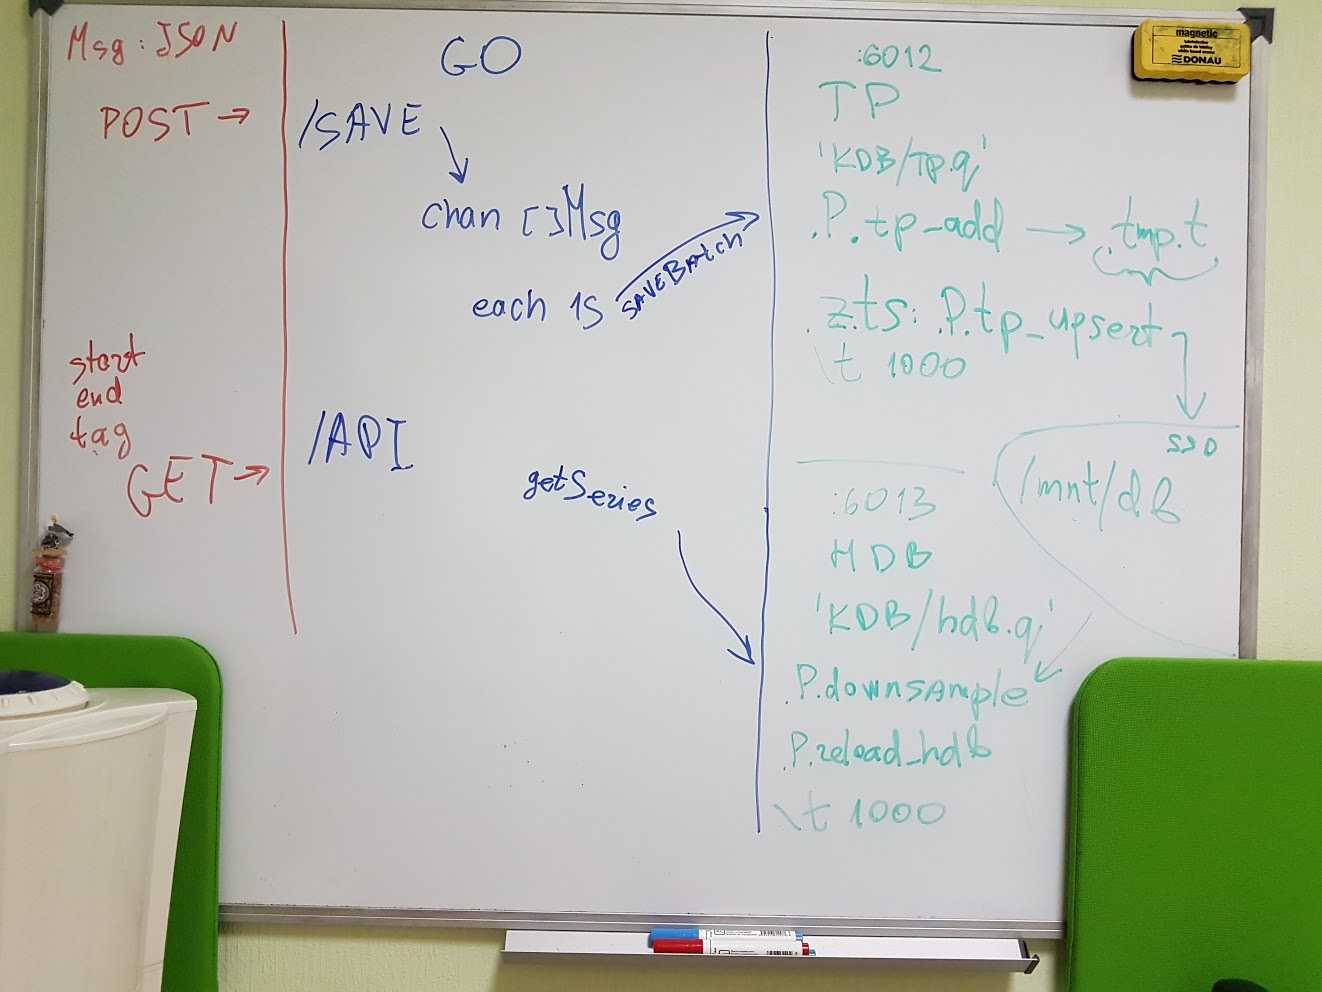 Msg: JSON
POST →
start
end
tag
GET →
GO
/SAVE
chan []Msg
each 1s
SAVEBAtch
/API
getSeries
:6012
TP
'KDB/TP.q'
.P.tp_add → .tmp.t
.z.ts: .P.tp_upsert
\t 1000
SSD
/mnt/db
:6013
HDB
'KDB/hdb.q'
.P.downsAmple
.P.reload_hdb
\t 1000
magnetic
DONAU